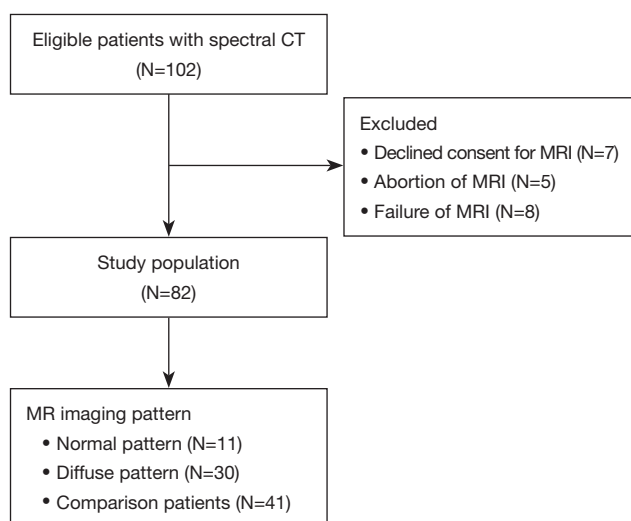 Eligible patients with spectral CT
(N=102)
Excluded
• Declined consent for MRI (N=7)
• Abortion of MRI (N=5)
• Failure of MRI (N=8)
Study population
(N=82)
MR imaging pattern
• Normal pattern (N=11)
• Diffuse pattern (N=30)
• Comparison patients (N=41)